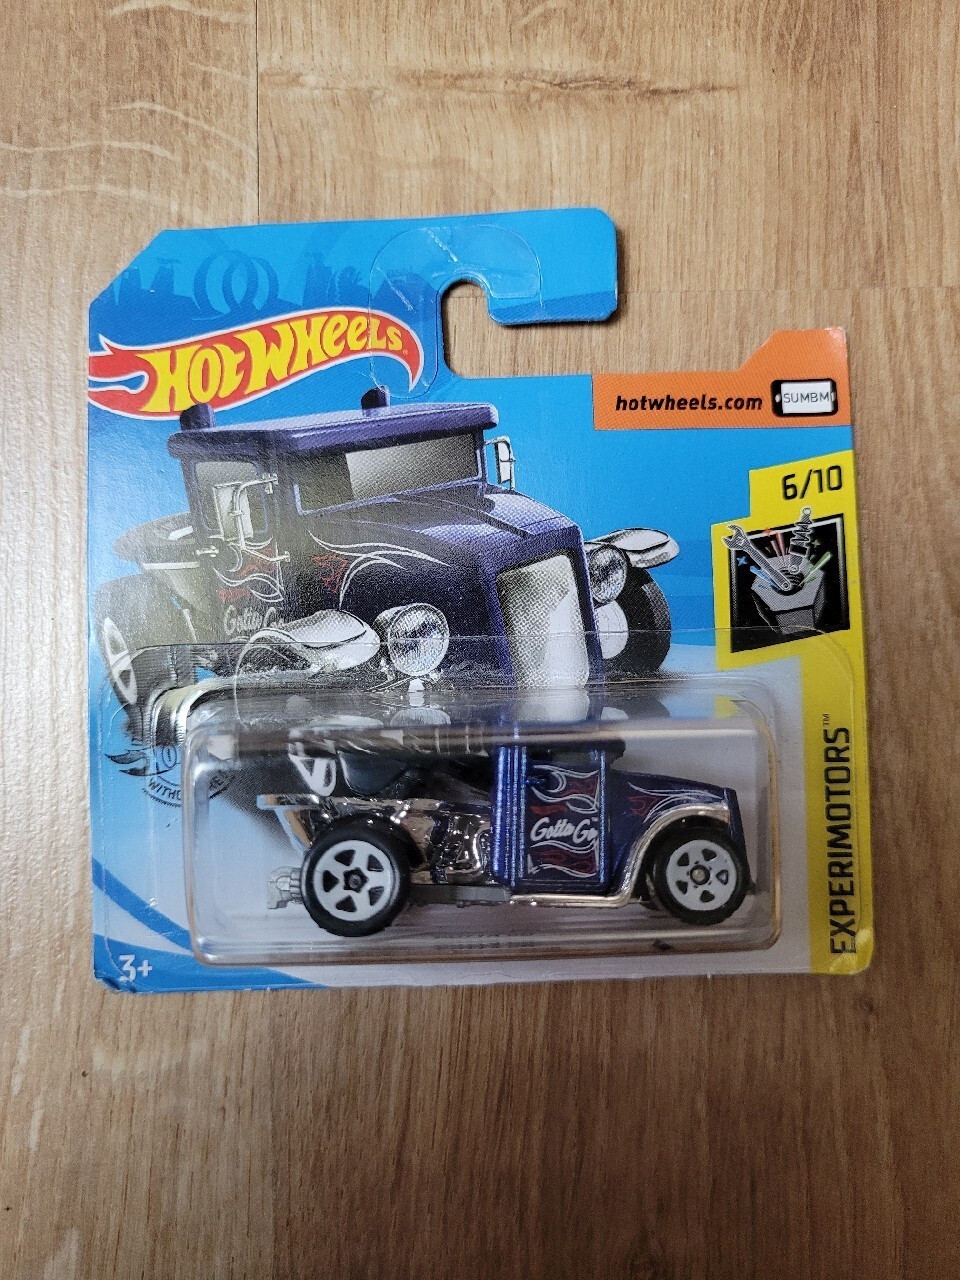 HOT WHEELS
hotwheels.com
SUMBM
6/10
Gotta Go
Gotta Go
EXPERIMOTORS™
3+